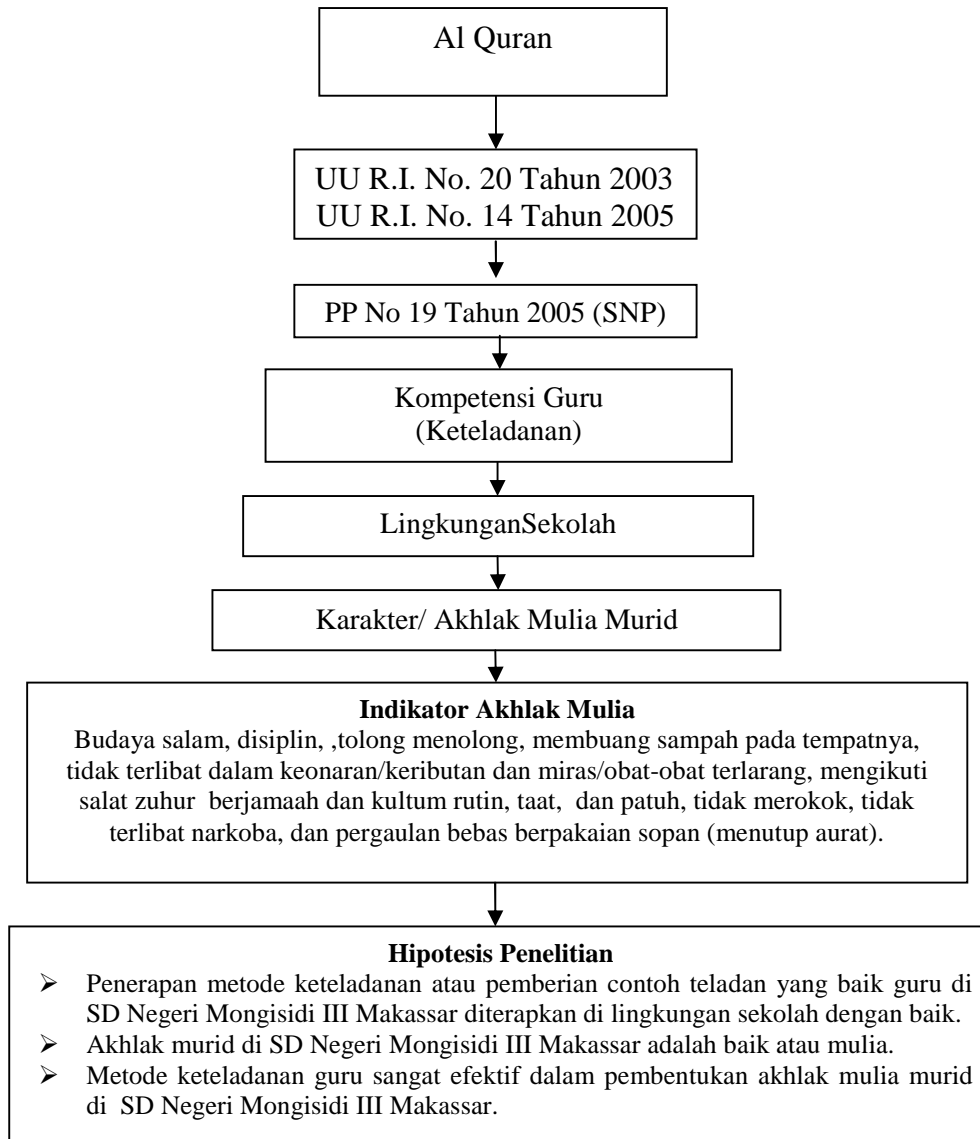 Al Quran
UU R.I. No. 20 Tahun 2003
UU R.I. No. 14 Tahun 2005
PP No 19 Tahun 2005 (SNP)
Kompetensi Guru
(Keteladanan)
LingkunganSekolah
Karakter/ Akhlak Mulia Murid
Indikator Akhlak Mulia
Budaya salam, disiplin, ,tolong menolong, membuang sampah pada tempatnya,
tidak terlibat dalam keonaran/keributan dan miras/obat-obat terlarang, mengikuti
salat zuhur  berjamaah dan kultum rutin, taat,  dan patuh, tidak merokok, tidak
terlibat narkoba, dan pergaulan bebas berpakaian sopan (menutup aurat).
Hipotesis Penelitian
➢ Penerapan metode keteladanan atau pemberian contoh teladan yang baik guru di
SD Negeri Mongisidi III Makassar diterapkan di lingkungan sekolah dengan baik.
➢ Akhlak murid di SD Negeri Mongisidi III Makassar adalah baik atau mulia.
➢ Metode keteladanan guru sangat efektif dalam pembentukan akhlak mulia murid
di  SD Negeri Mongisidi III Makassar.